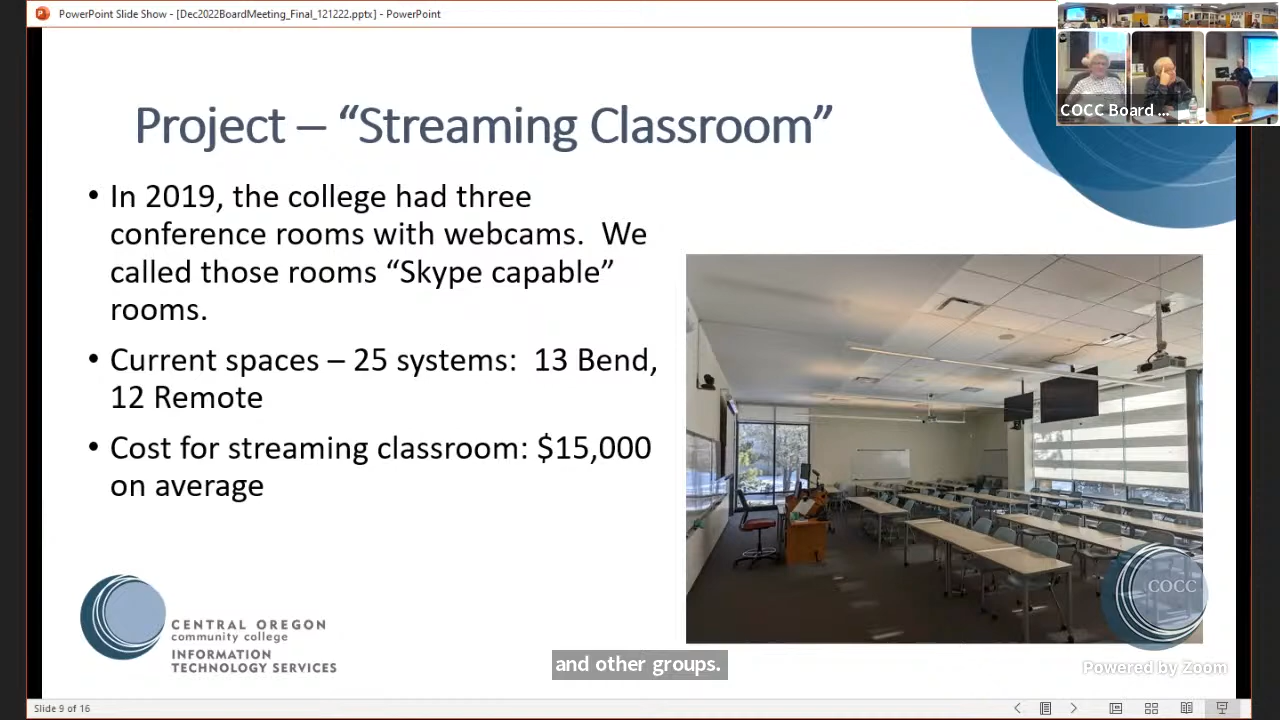 PowerPoint Slide Show - [Dec2022BoardMeeting_Final_121222.pptx] - PowerPoint
COCC Board ...
Project – “Streaming Classroom”
• In 2019, the college had three
conference rooms with webcams.  We
called those rooms “Skype capable”
rooms.
• Current spaces – 25 systems:  13 Bend,
12 Remote
• Cost for streaming classroom: $15,000
on average
COCC
CENTRAL OREGON
community college
INFORMATION
TECHNOLOGY SERVICES
and other groups.
Powered by Zoom
Slide 9 of 16